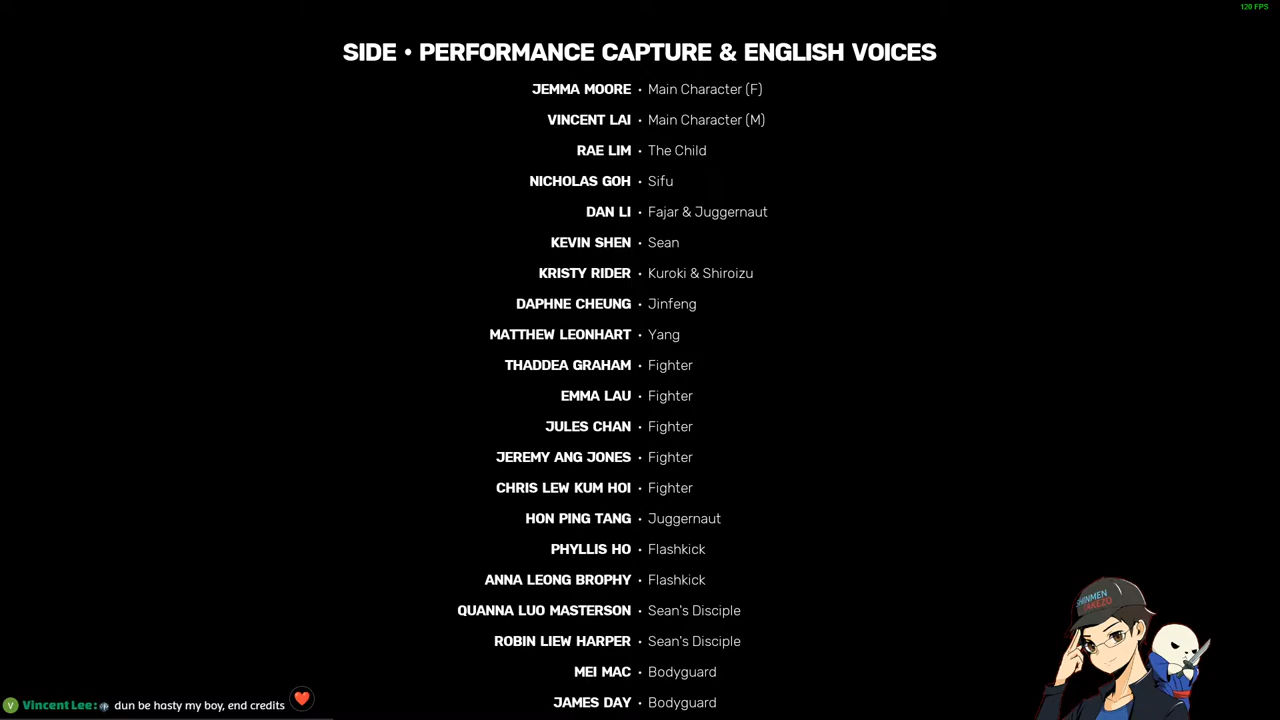 120 FPS
SIDE • PERFORMANCE CAPTURE & ENGLISH VOICES
JEMMA MOORE • Main Character (F)
VINCENT LAI • Main Character (M)
RAE LIM • The Child
NICHOLAS GOH • Sifu
DAN LI • Fajar & Juggernaut
KEVIN SHEN • Sean
KRISTY RIDER • Kuroki & Shiroizu
DAPHNE CHEUNG • Jinfeng
MATTHEW LEONHART • Yang
THADDEA GRAHAM • Fighter
EMMA LAU • Fighter
JULES CHAN • Fighter
JEREMY ANG JONES • Fighter
CHRIS LEW KUM HOI • Fighter
HON PING TANG • Juggernaut
PHYLLIS HO • Flashkick
ANNA LEONG BROPHY • Flashkick
QUANNA LUO MASTERSON • Sean's Disciple
ROBIN LIEW HARPER • Sean's Disciple
MEI MAC • Bodyguard
JAMES DAY • Bodyguard
SHINMEN
TAKEZO
V Vincent Lee: dun be hasty my boy, end credits